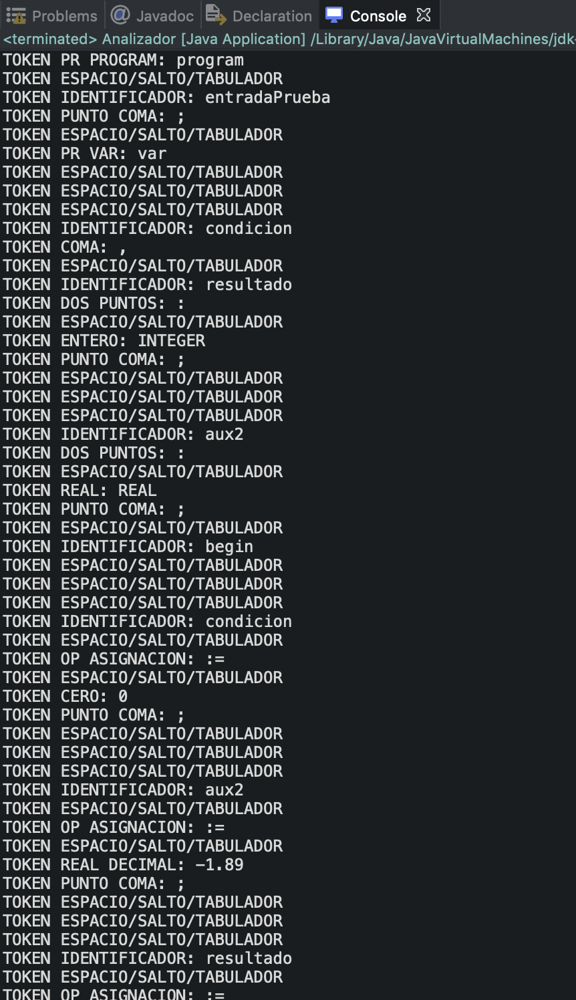 Problems @ Javadoc Declaration Console
<terminated> Analizador [Java Application] /Library/Java/JavaVirtualMachines/jdk-
TOKEN PR PROGRAM: program
TOKEN ESPACIO/SALTO/TABULADOR
TOKEN IDENTIFICADOR: entradaPrueba
TOKEN PUNTO COMA: ;
TOKEN ESPACIO/SALTO/TABULADOR
TOKEN PR VAR: var
TOKEN ESPACIO/SALTO/TABULADOR
TOKEN ESPACIO/SALTO/TABULADOR
TOKEN ESPACIO/SALTO/TABULADOR
TOKEN IDENTIFICADOR: condicion
TOKEN COMA: ,
TOKEN ESPACIO/SALTO/TABULADOR
TOKEN IDENTIFICADOR: resultado
TOKEN DOS PUNTOS: :
TOKEN ESPACIO/SALTO/TABULADOR
TOKEN ENTERO: INTEGER
TOKEN PUNTO COMA: ;
TOKEN ESPACIO/SALTO/TABULADOR
TOKEN ESPACIO/SALTO/TABULADOR
TOKEN ESPACIO/SALTO/TABULADOR
TOKEN IDENTIFICADOR: aux2
TOKEN DOS PUNTOS: :
TOKEN ESPACIO/SALTO/TABULADOR
TOKEN REAL: REAL
TOKEN PUNTO COMA: ;
TOKEN ESPACIO/SALTO/TABULADOR
TOKEN IDENTIFICADOR: begin
TOKEN ESPACIO/SALTO/TABULADOR
TOKEN ESPACIO/SALTO/TABULADOR
TOKEN ESPACIO/SALTO/TABULADOR
TOKEN IDENTIFICADOR: condicion
TOKEN ESPACIO/SALTO/TABULADOR
TOKEN OP ASIGNACION: :=
TOKEN ESPACIO/SALTO/TABULADOR
TOKEN CERO: 0
TOKEN PUNTO COMA: ;
TOKEN ESPACIO/SALTO/TABULADOR
TOKEN ESPACIO/SALTO/TABULADOR
TOKEN ESPACIO/SALTO/TABULADOR
TOKEN IDENTIFICADOR: aux2
TOKEN ESPACIO/SALTO/TABULADOR
TOKEN OP ASIGNACION: :=
TOKEN ESPACIO/SALTO/TABULADOR
TOKEN REAL DECIMAL: -1.89
TOKEN PUNTO COMA: ;
TOKEN ESPACIO/SALTO/TABULADOR
TOKEN ESPACIO/SALTO/TABULADOR
TOKEN ESPACIO/SALTO/TABULADOR
TOKEN IDENTIFICADOR: resultado
TOKEN ESPACIO/SALTO/TABULADOR
TOKEN OP ASIGNACION: :=